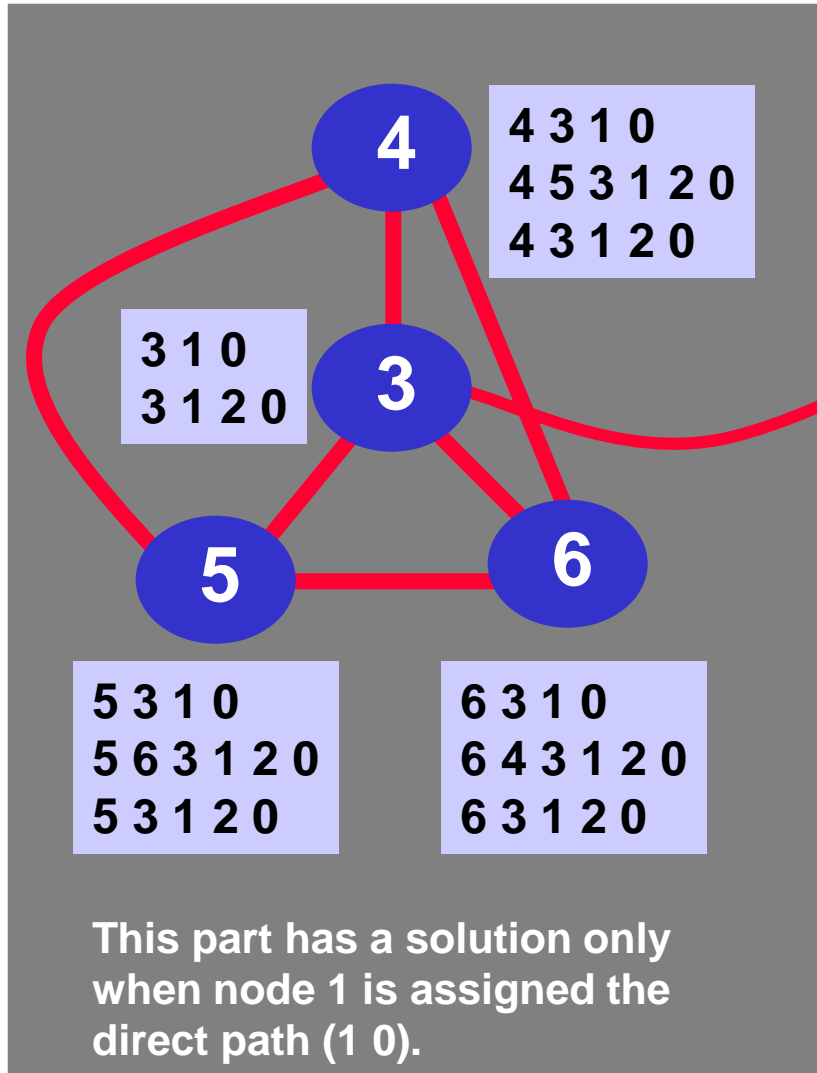 4
4 3 1 0
4 5 3 1 2 0
4 3 1 2 0
3 1 0
3 1 2 0
3
5
6
5 3 1 0
5 6 3 1 2 0
5 3 1 2 0
6 3 1 0
6 4 3 1 2 0
6 3 1 2 0
This part has a solution only
when node 1 is assigned the
direct path (1 0).